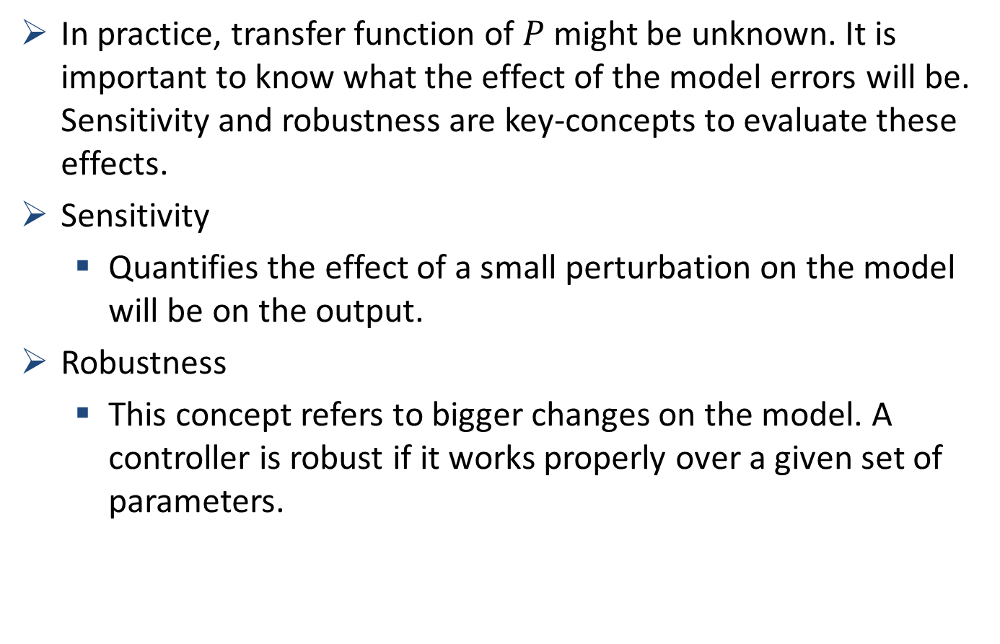 In practice, transfer function of P might be unknown. It is
important to know what the effect of the model errors will be.
Sensitivity and robustness are key-concepts to evaluate these
effects.
Sensitivity
Quantifies the effect of a small perturbation on the model
will be on the output.
Robustness
This concept refers to bigger changes on the model. A
controller is robust if it works properly over a given set of
parameters.